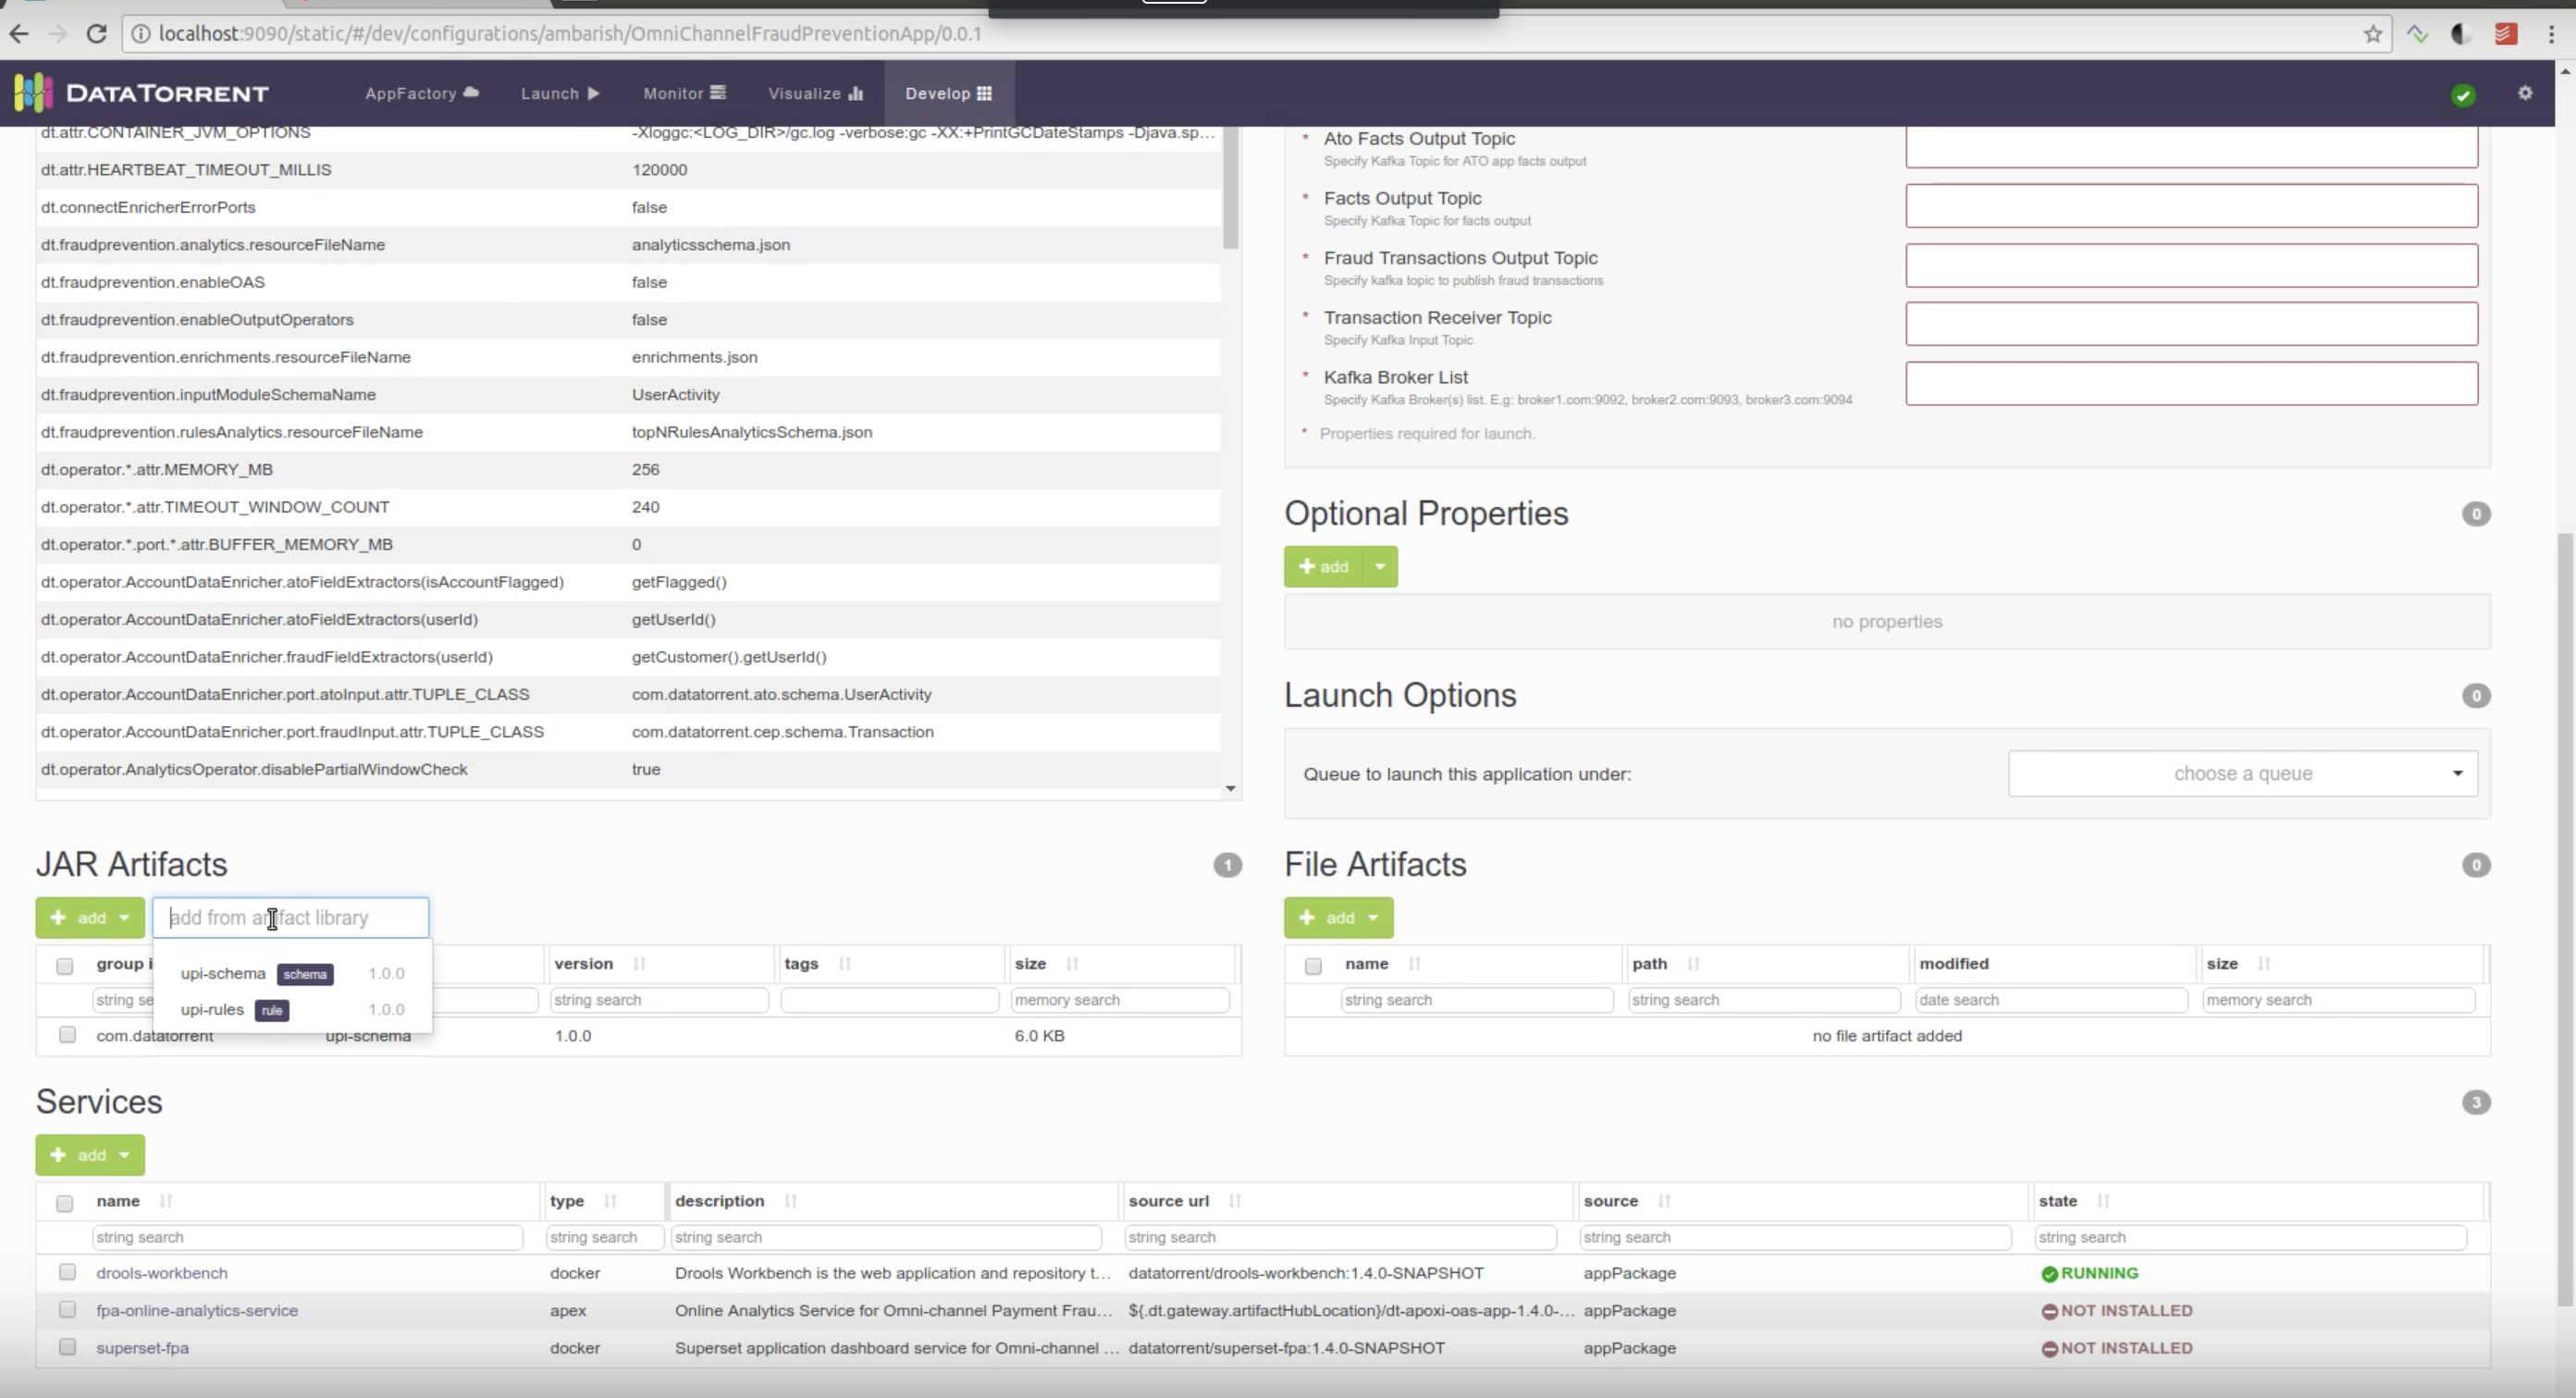 localhost:9090/static/#/dev/configurations/ambarish/OmniChannelFraudPreventionApp/0.0.1
DATATORRENT AppFactory Launch Monitor Visualize Develop
dt.attr.CONTAINER_JVM_OPTIONS -Xloggc:<LOG_DIR>/gc.log -verbose:gc -XX:+PrintGCDateStamps -Djava.sp...
dt.attr.HEARTBEAT_TIMEOUT_MILLIS 120000
dt.connectEnricherErrorPorts false
dt.fraudprevention.analytics.resourceFileName analyticsschema.json
dt.fraudprevention.enableOAS false
dt.fraudprevention.enableOutputOperators false
dt.fraudprevention.enrichments.resourceFileName enrichments.json
dt.fraudprevention.inputModuleSchemaName UserActivity
dt.fraudprevention.rulesAnalytics.resourceFileName topNRulesAnalyticsSchema.json
dt.operator.*.attr.MEMORY_MB 256
dt.operator.*.attr.TIMEOUT_WINDOW_COUNT 240
dt.operator.*.port.*.attr.BUFFER_MEMORY_MB 0
dt.operator.AccountDataEnricher.atoFieldExtractors(isAccountFlagged) getFlagged()
dt.operator.AccountDataEnricher.atoFieldExtractors(userId) getUserId()
dt.operator.AccountDataEnricher.fraudFieldExtractors(userId) getCustomer().getUserId()
dt.operator.AccountDataEnricher.port.atoInput.attr.TUPLE_CLASS com.datatorrent.ato.schema.UserActivity
dt.operator.AccountDataEnricher.port.fraudInput.attr.TUPLE_CLASS com.datatorrent.cep.schema.Transaction
dt.operator.AnalyticsOperator.disablePartialWindowCheck true
* Ato Facts Output Topic
Specify Kafka Topic for ATO app facts output
* Facts Output Topic
Specify Kafka Topic for facts output
* Fraud Transactions Output Topic
Specify kafka topic to publish fraud transactions
* Transaction Receiver Topic
Specify Kafka Input Topic
* Kafka Broker List
Specify Kafka Broker(s) list. E.g: broker1.com:9092, broker2.com:9093, broker3.com:9094
* Properties required for launch.
Optional Properties 0
+ add
no properties
Launch Options 0
Queue to launch this application under: choose a queue
JAR Artifacts 1
+ add add from artifact library
upi-schema schema 1.0.0
upi-rules rule 1.0.0
group i version tags size
string se string search memory search
com.datatorrent upi-schema 1.0.0 6.0 KB
File Artifacts 0
+ add
name path modified size
string search string search date search memory search
no file artifact added
Services 3
+ add
name type description source url source state
string search string search string search string search string search string search
drools-workbench docker Drools Workbench is the web application and repository t... datatorrent/drools-workbench:1.4.0-SNAPSHOT appPackage RUNNING
fpa-online-analytics-service apex Online Analytics Service for Omni-channel Payment Frau... ${.dt.gateway.artifactHubLocation}/dt-apoxi-oas-app-1.4.0-... appPackage NOT INSTALLED
superset-fpa docker Superset application dashboard service for Omni-channel ... datatorrent/superset-fpa:1.4.0-SNAPSHOT appPackage NOT INSTALLED